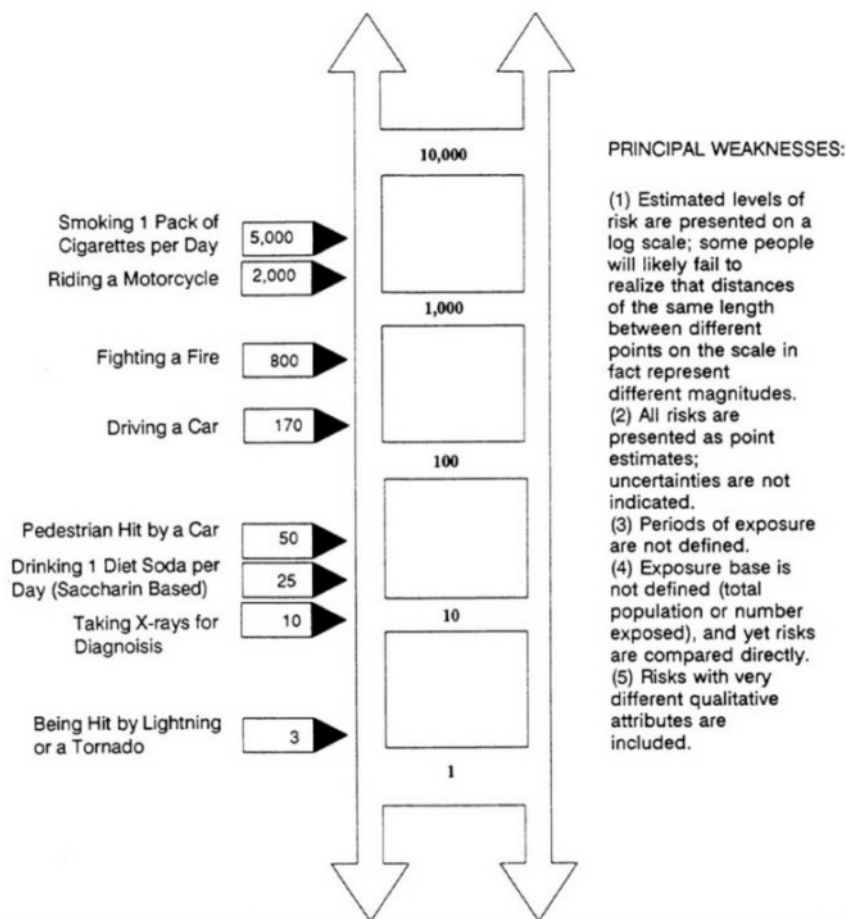 10,000
Smoking 1 Pack of
Cigarettes per Day
5,000
Riding a Motorcycle
2,000
1,000
Fighting a Fire
800
Driving a Car
170
100
Pedestrian Hit by a Car
50
Drinking 1 Diet Soda per
Day (Saccharin Based)
25
Taking X-rays for
Diagnoisis
10
10
Being Hit by Lightning
or a Tornado
3
1
PRINCIPAL WEAKNESSES:
(1) Estimated levels of
risk are presented on a
log scale; some people
will likely fail to
realize that distances
of the same length
between different
points on the scale in
fact represent
different magnitudes.
(2) All risks are
presented as point
estimates;
uncertainties are not
indicated.
(3) Periods of exposure
are not defined.
(4) Exposure base is
not defined (total
population or number
exposed), and yet risks
are compared directly.
(5) Risks with very
different qualitative
attributes are
included.